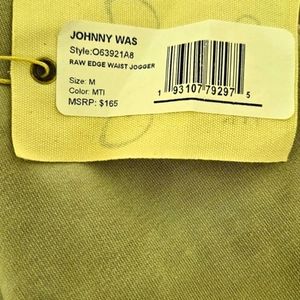 JOHNNY WAS
Style:O63921A8
RAW EDGE WAIST JOGGER
Size: M
Color: MTI
MSRP: $165
1 93107 79297 5